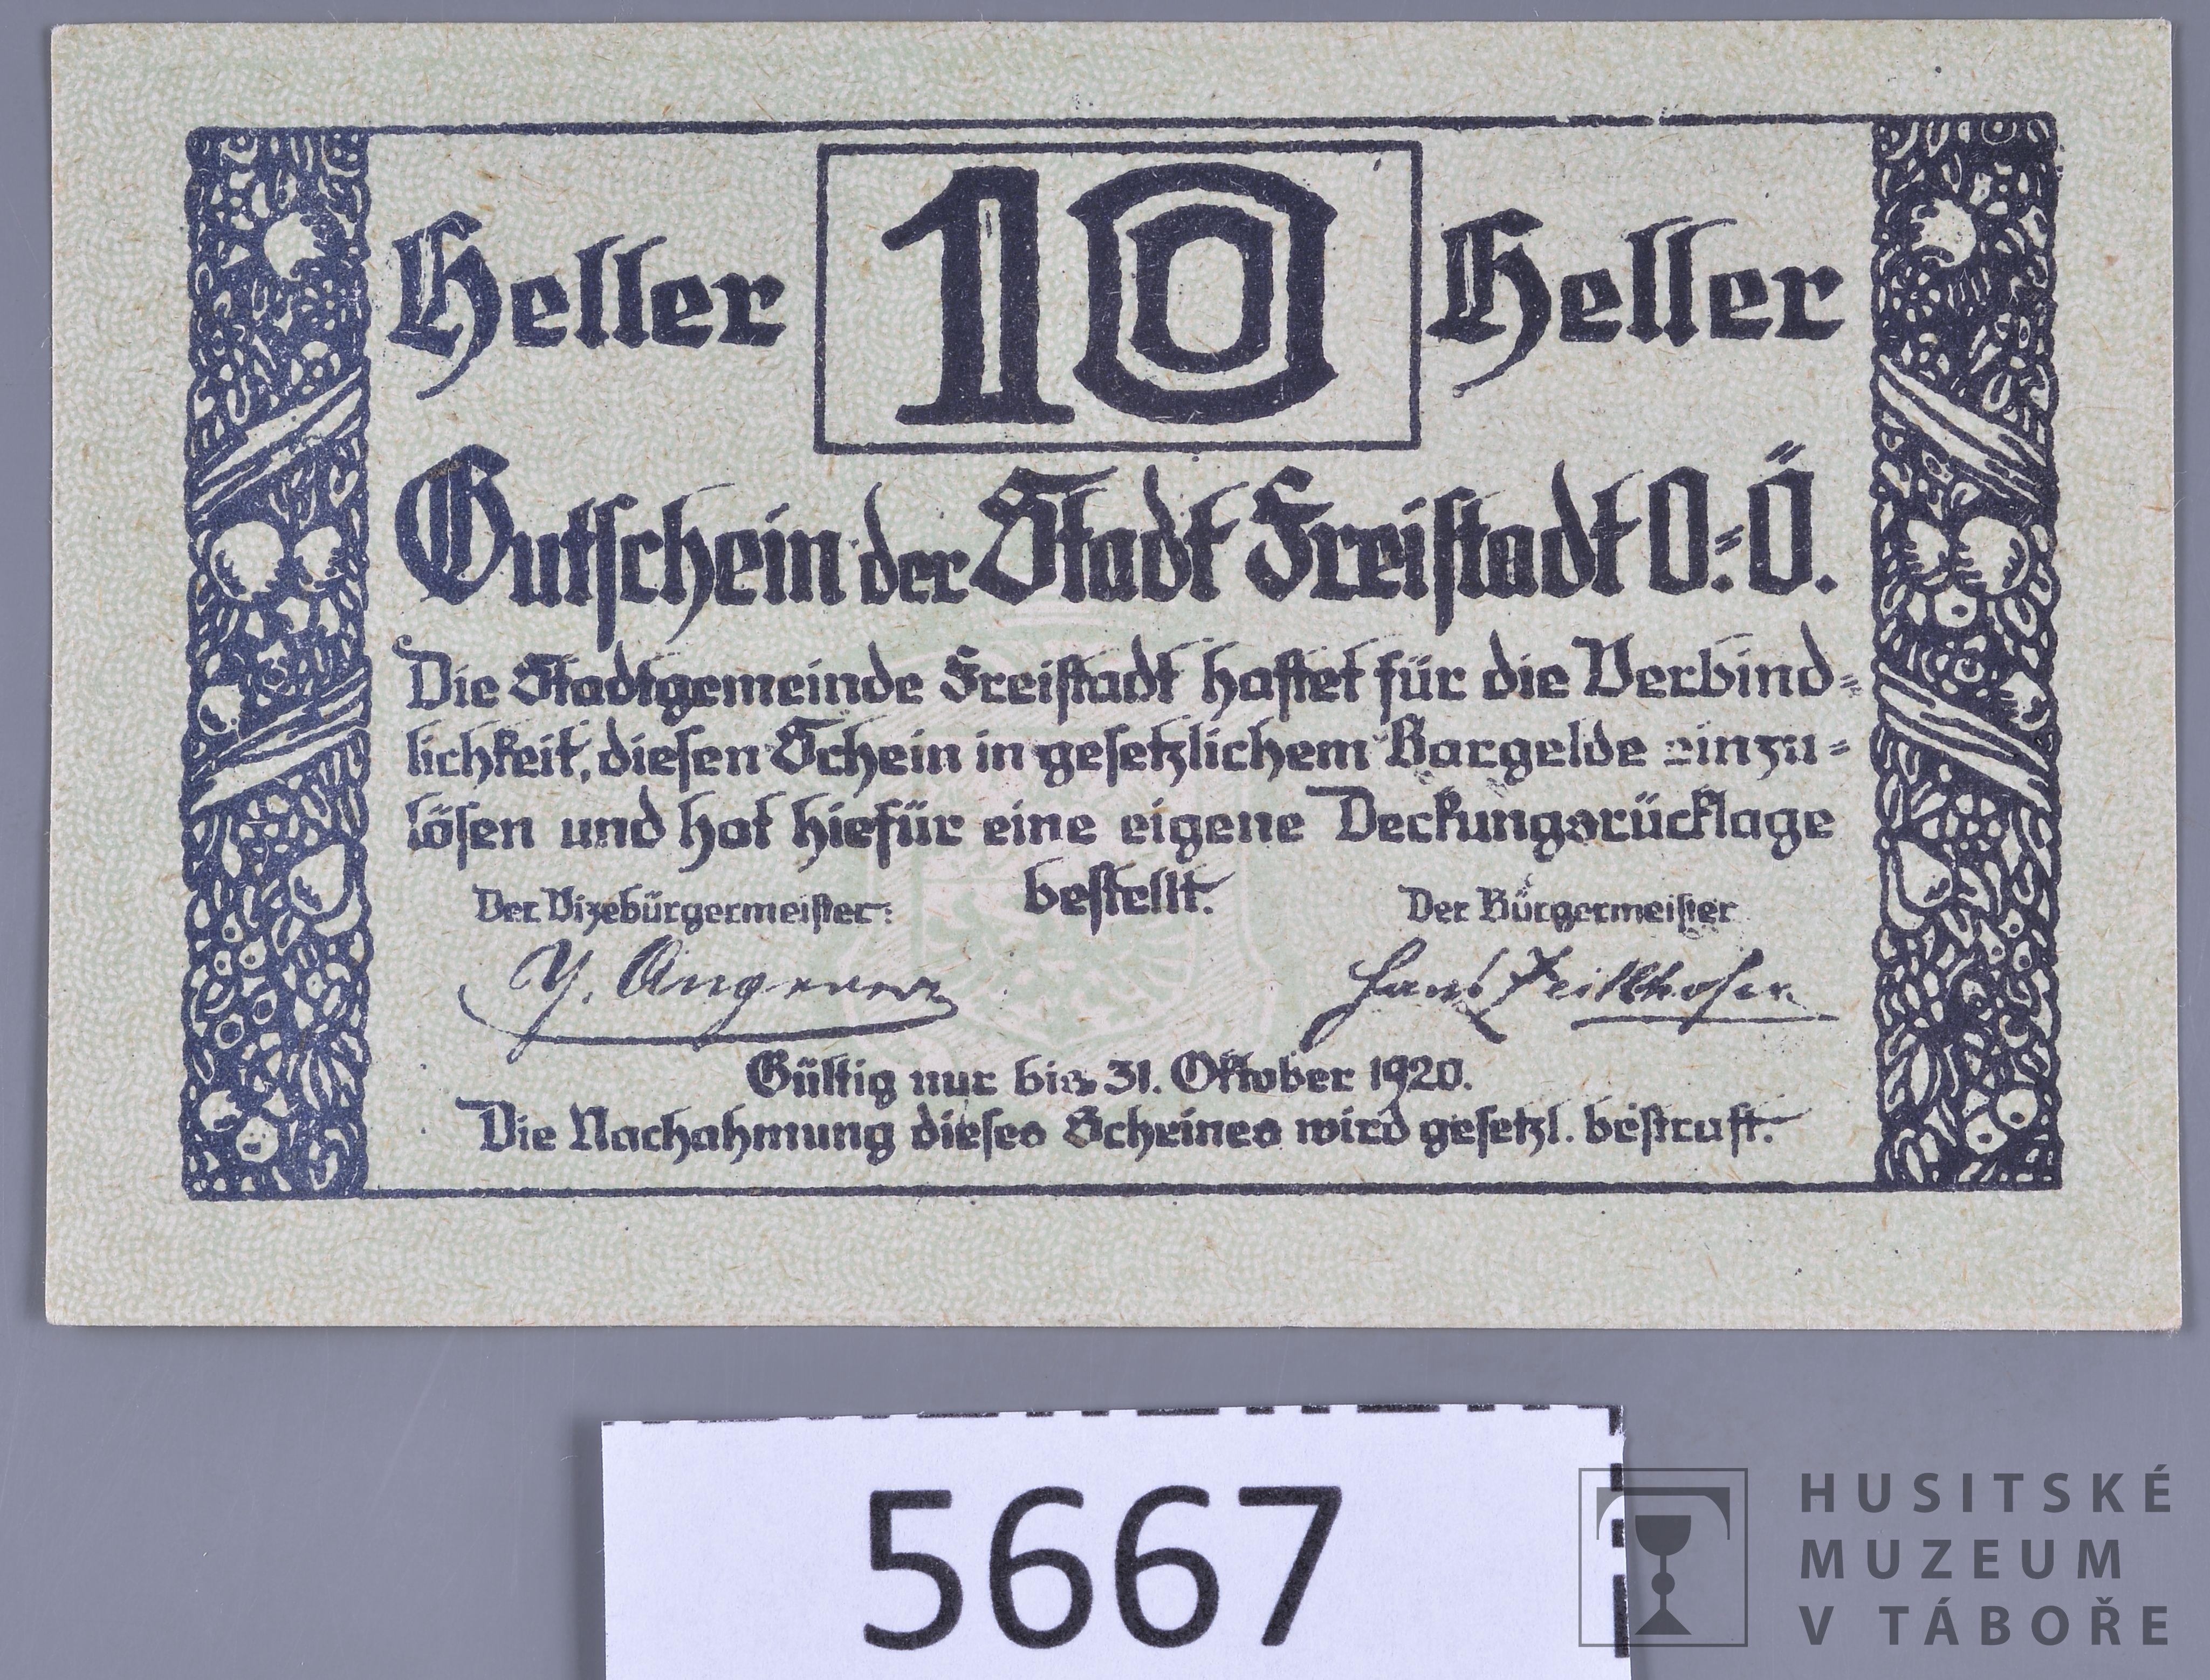 Heller 10 Heller
Gutschein der Stadt Freistadt O.=Ö.
Die Stadtgemeinde Freistadt haftet für die Verbind=
lichkeit, diesen Schein in gesetzlichem Bargelde einzu=
lösen und hat hiefür eine eigene Deckungsrücklage
bestellt.
Der Vizebürgermeister: Der Bürgermeister
Hans
Gültig nur bis 31. Oktober 1920.
Die Nachahmung dieses Scheines wird gesetzl. bestraft.
5667
HUSITSKÉ
MUZEUM
V TÁBOŘE